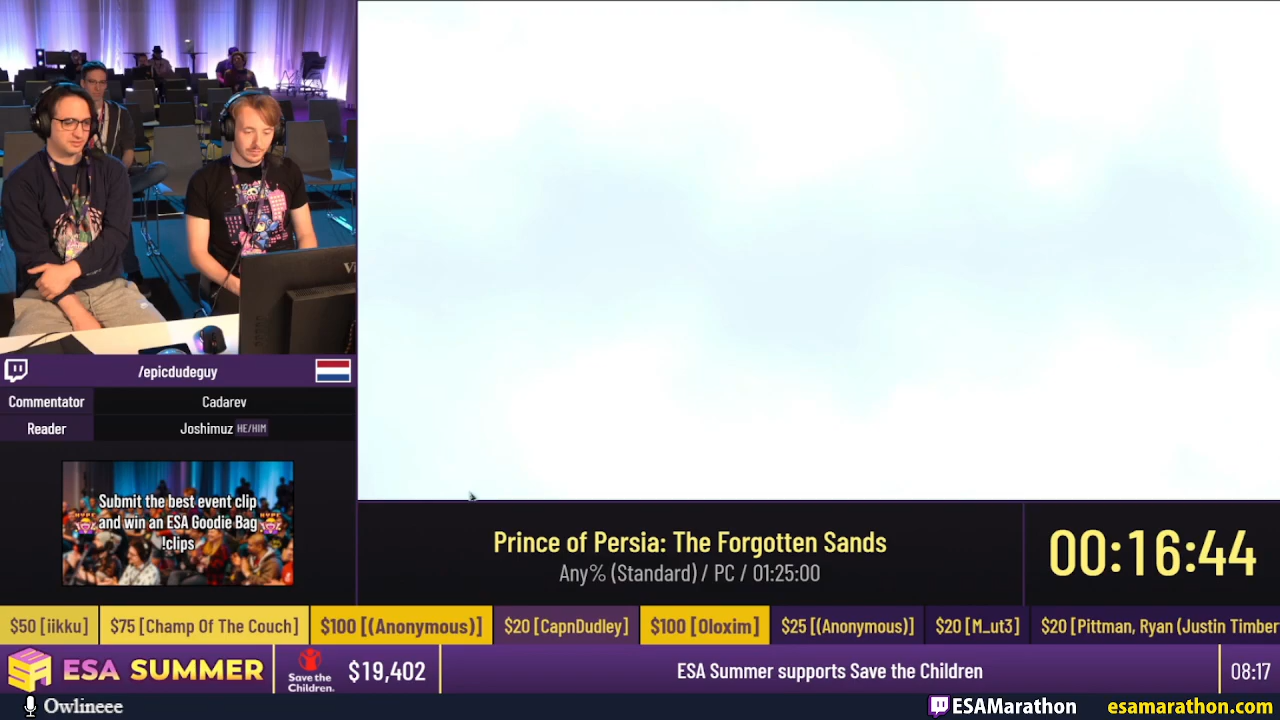 /epicdudeguy
Commentator
Cadarev
Reader
Joshimuz HE/HIM
Submit the best event clip
and win an ESA Goodie Bag
!clips
Prince of Persia: The Forgotten Sands
Any% (Standard) / PC / 01:25:00
00:16:44
$50 [iikku]
$75 [Champ Of The Couch]
$100 [(Anonymous)]
$20 [CapnDudley]
$100 [Oloxim]
$25 [(Anonymous)]
$20 [M_ut3]
$20 [Pittman, Ryan (Justin Timber
ESA SUMMER
Save the
Children.
$19,402
ESA Summer supports Save the Children
08:17
Owlineee
ESAMarathon
esamarathon.com